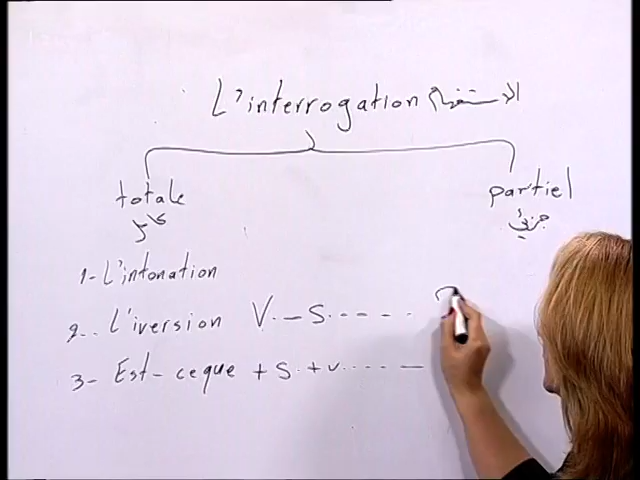 L'interrogation الاستفهام
totale partiel
كلي جزئي
1- L'intonation
2- L'iversion V - S - - - - - ?
3- Est-ceque + S + v - - - -